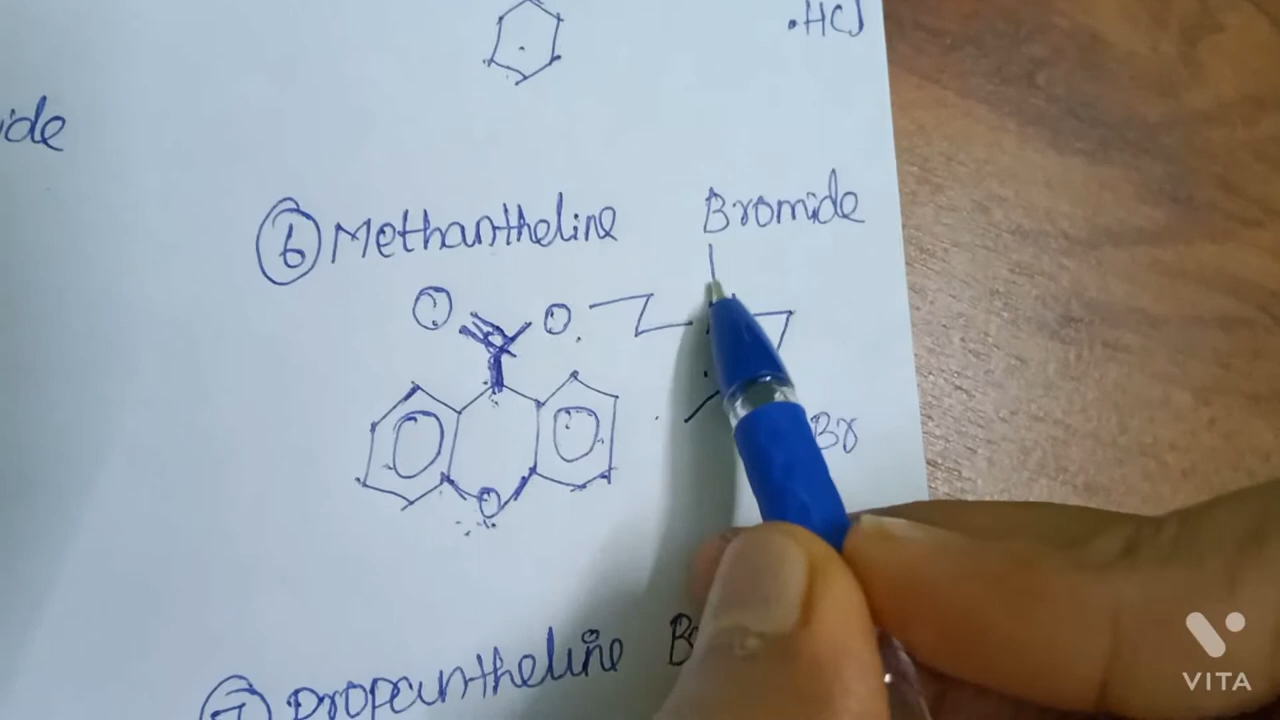 .HCl
ide
6 Methantheline Bromide
O O
Br
O
7 Propantheline B
VITA